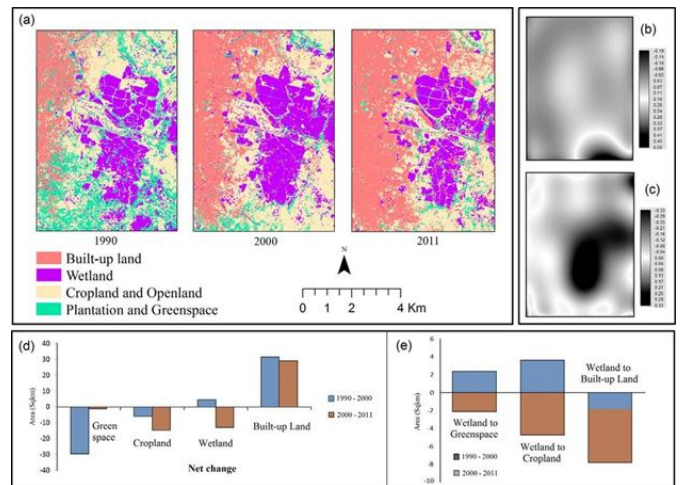 (a)
1990
2000
2011
Built-up land
Wetland
Cropland and Openland
Plantation and Greenspace
N
0 1 2 4 Km
(b)
(c)
(d)
Area (Sqkm)
40
30
20
10
0
-10
-20
-30
-40
Green
space
Cropland
Wetland
Built-up Land
Net change
1990 - 2000
2000 - 2011
(e)
Area (Sqkm)
6
4
2
0
-2
-4
-6
-8
-10
Wetland to
Greenspace
Wetland to
Cropland
Wetland to
Built-up Land
1990 - 2000
2000 - 2011